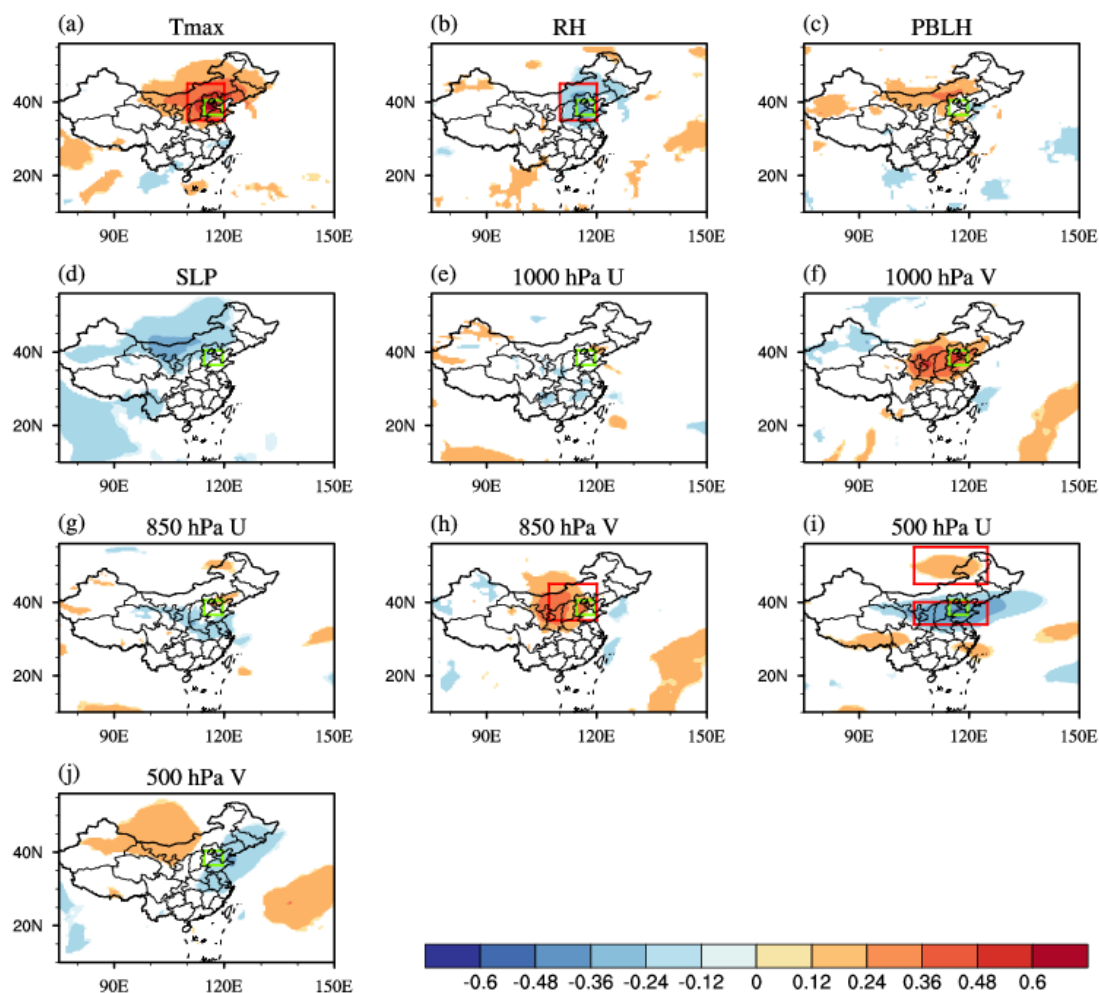 (a) Tmax
(b) RH
(c) PBLH
40N
20N
90E 120E 150E
40N
20N
90E 120E 150E
40N
20N
90E 120E 150E
(d) SLP
(e) 1000 hPa U
(f) 1000 hPa V
40N
20N
90E 120E 150E
40N
20N
90E 120E 150E
40N
20N
90E 120E 150E
(g) 850 hPa U
(h) 850 hPa V
(i) 500 hPa U
40N
20N
90E 120E 150E
40N
20N
90E 120E 150E
40N
20N
90E 120E 150E
(j) 500 hPa V
40N
20N
90E 120E 150E
-0.6 -0.48 -0.36 -0.24 -0.12 0 0.12 0.24 0.36 0.48 0.6